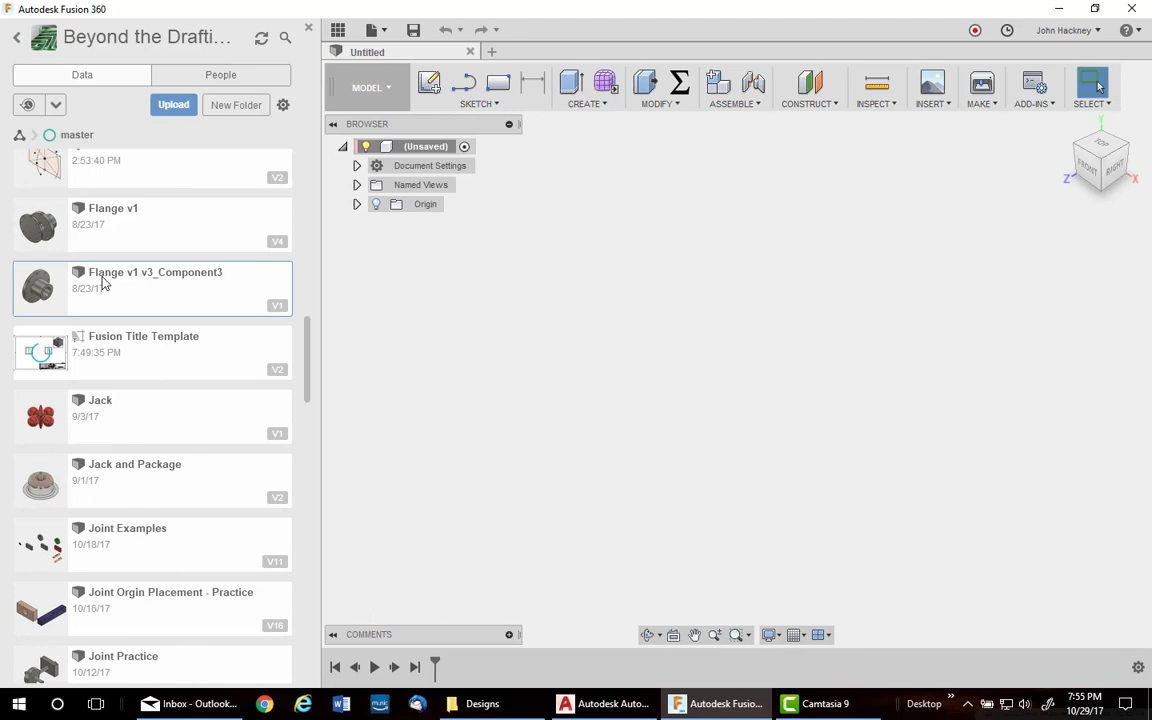 Autodesk Fusion 360
Beyond the Drafti...
John Hackney
Data People
Untitled
MODEL
SKETCH CREATE MODIFY ASSEMBLE CONSTRUCT INSPECT INSERT MAKE ADD-INS SELECT
Upload New Folder
master
BROWSER
(Unsaved)
Document Settings
Named Views
Origin
TOP
FRONT
RIGHT
Y
Z
X
2:53:40 PM
V2
Flange v1
8/23/17
V4
Flange v1 v3_Component3
8/23/17
V1
Fusion Title Template
7:49:35 PM
V2
Jack
9/3/17
V1
Jack and Package
9/1/17
V2
Joint Examples
10/18/17
V11
Joint Orgin Placement - Practice
10/16/17
V16
Joint Practice
10/12/17
COMMENTS
Inbox - Outlook...
Designs
Autodesk Auto...
Autodesk Fusio...
Camtasia 9
Desktop
7:55 PM
10/29/17